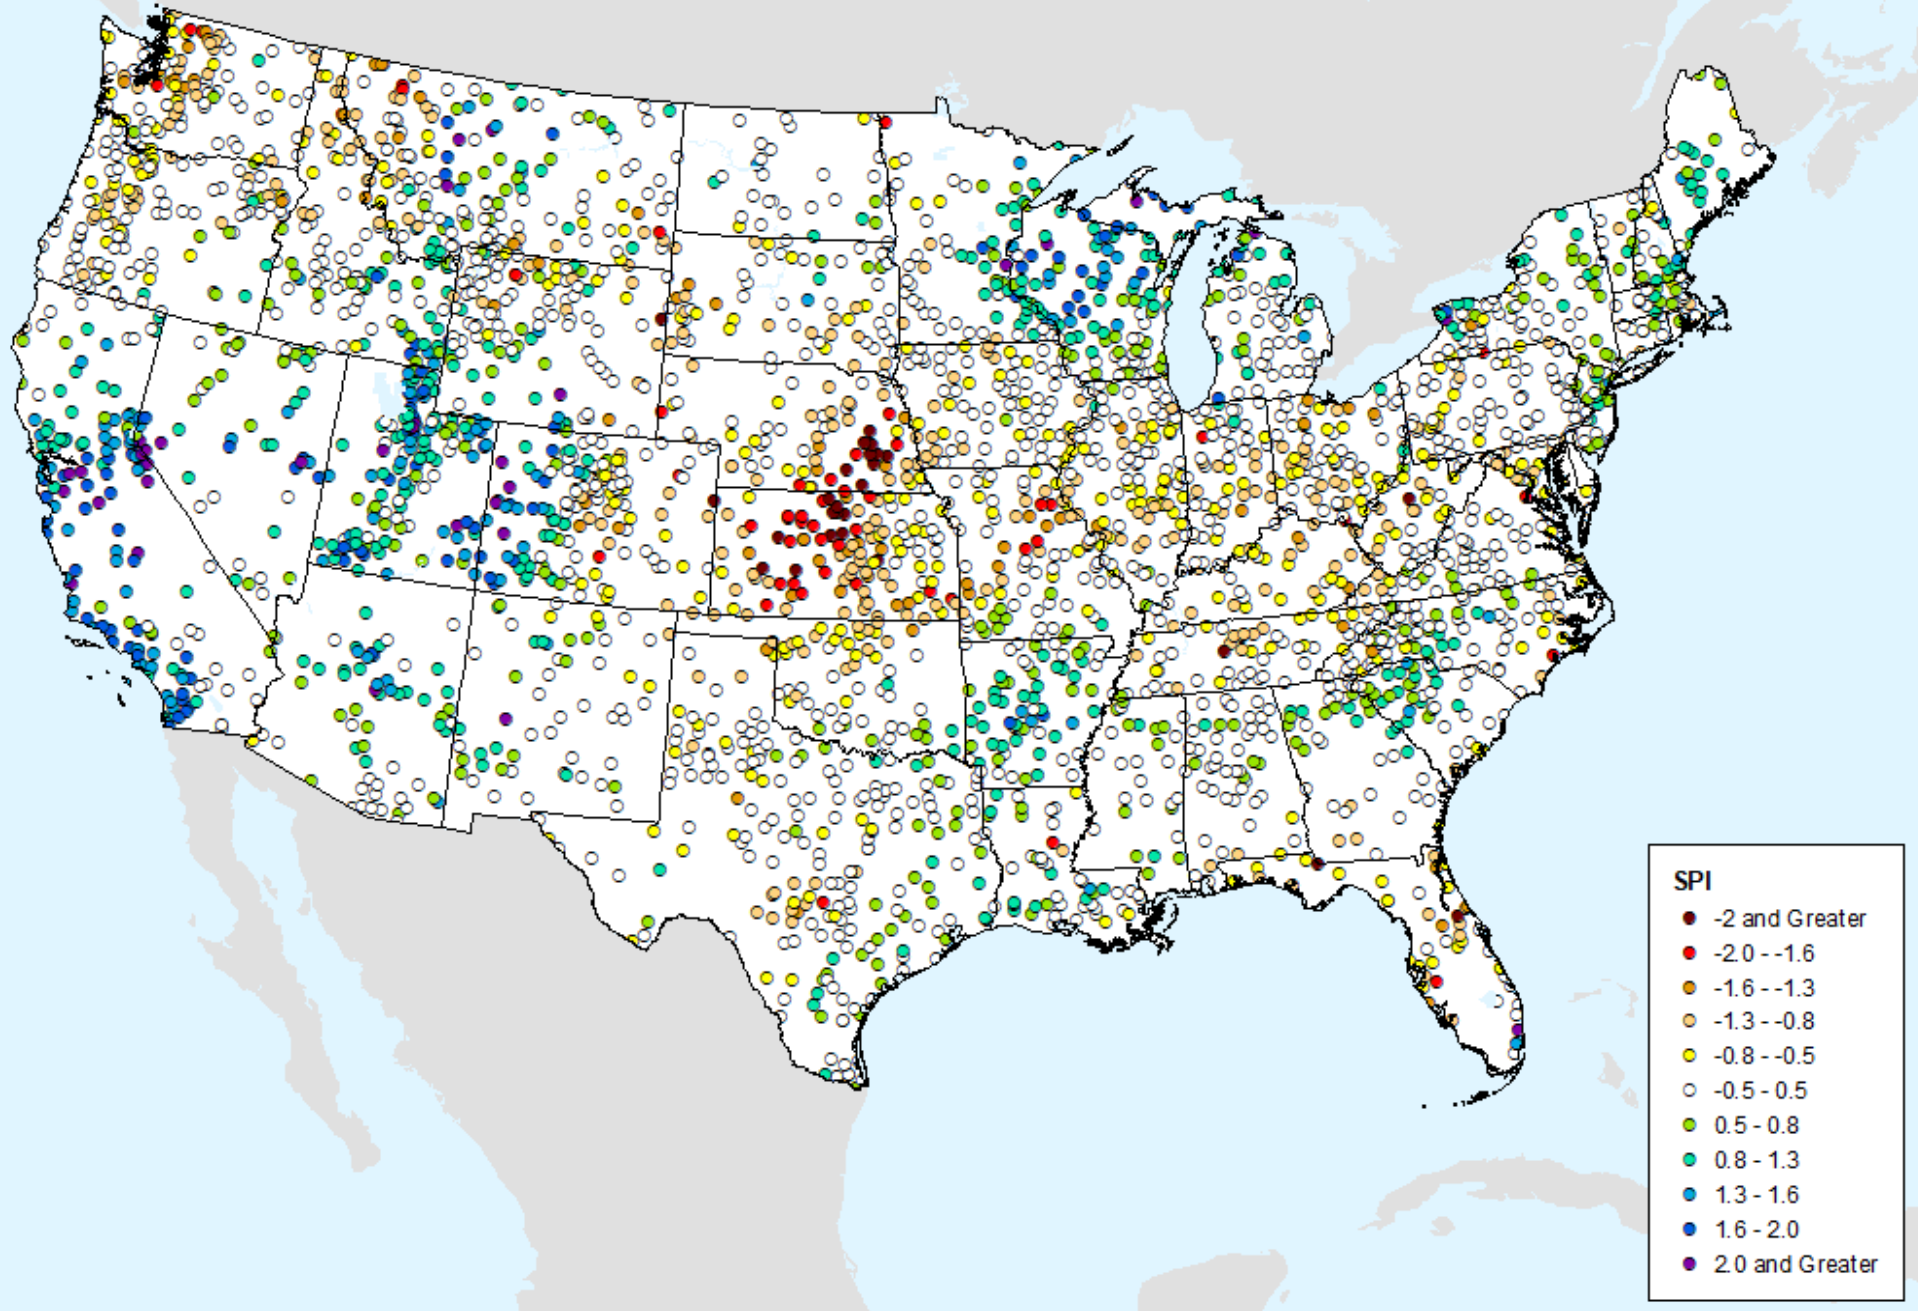 SPI
-2 and Greater
-2.0 - -1.6
-1.6 - -1.3
-1.3 - -0.8
-0.8 - -0.5
-0.5 - 0.5
0.5 - 0.8
0.8 - 1.3
1.3 - 1.6
1.6 - 2.0
2.0 and Greater